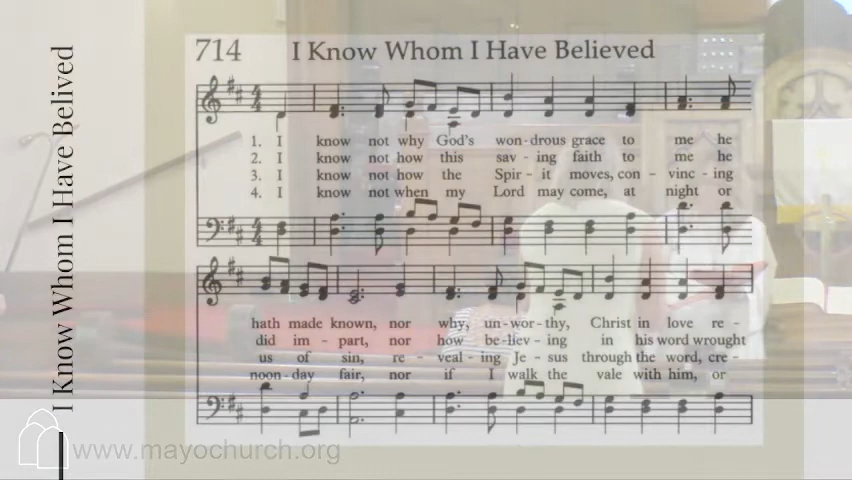 I Know Whom I Have Belived
714 I Know Whom I Have Believed
1. I know not why God's won-drous grace to me he
2. I know not how this sav - ing faith to me he
3. I know not how the Spir - it moves, con - vinc - ing
4. I know not when my Lord may come, at night or
hath made known, nor why, un-wor-thy, Christ in love re -
did im - part, nor how be-liev - ing in his word wrought
us of sin, re - veal - ing Je - sus through the word, cre -
noon-day fair, nor if I walk the vale with him, or
www.mayochurch.org